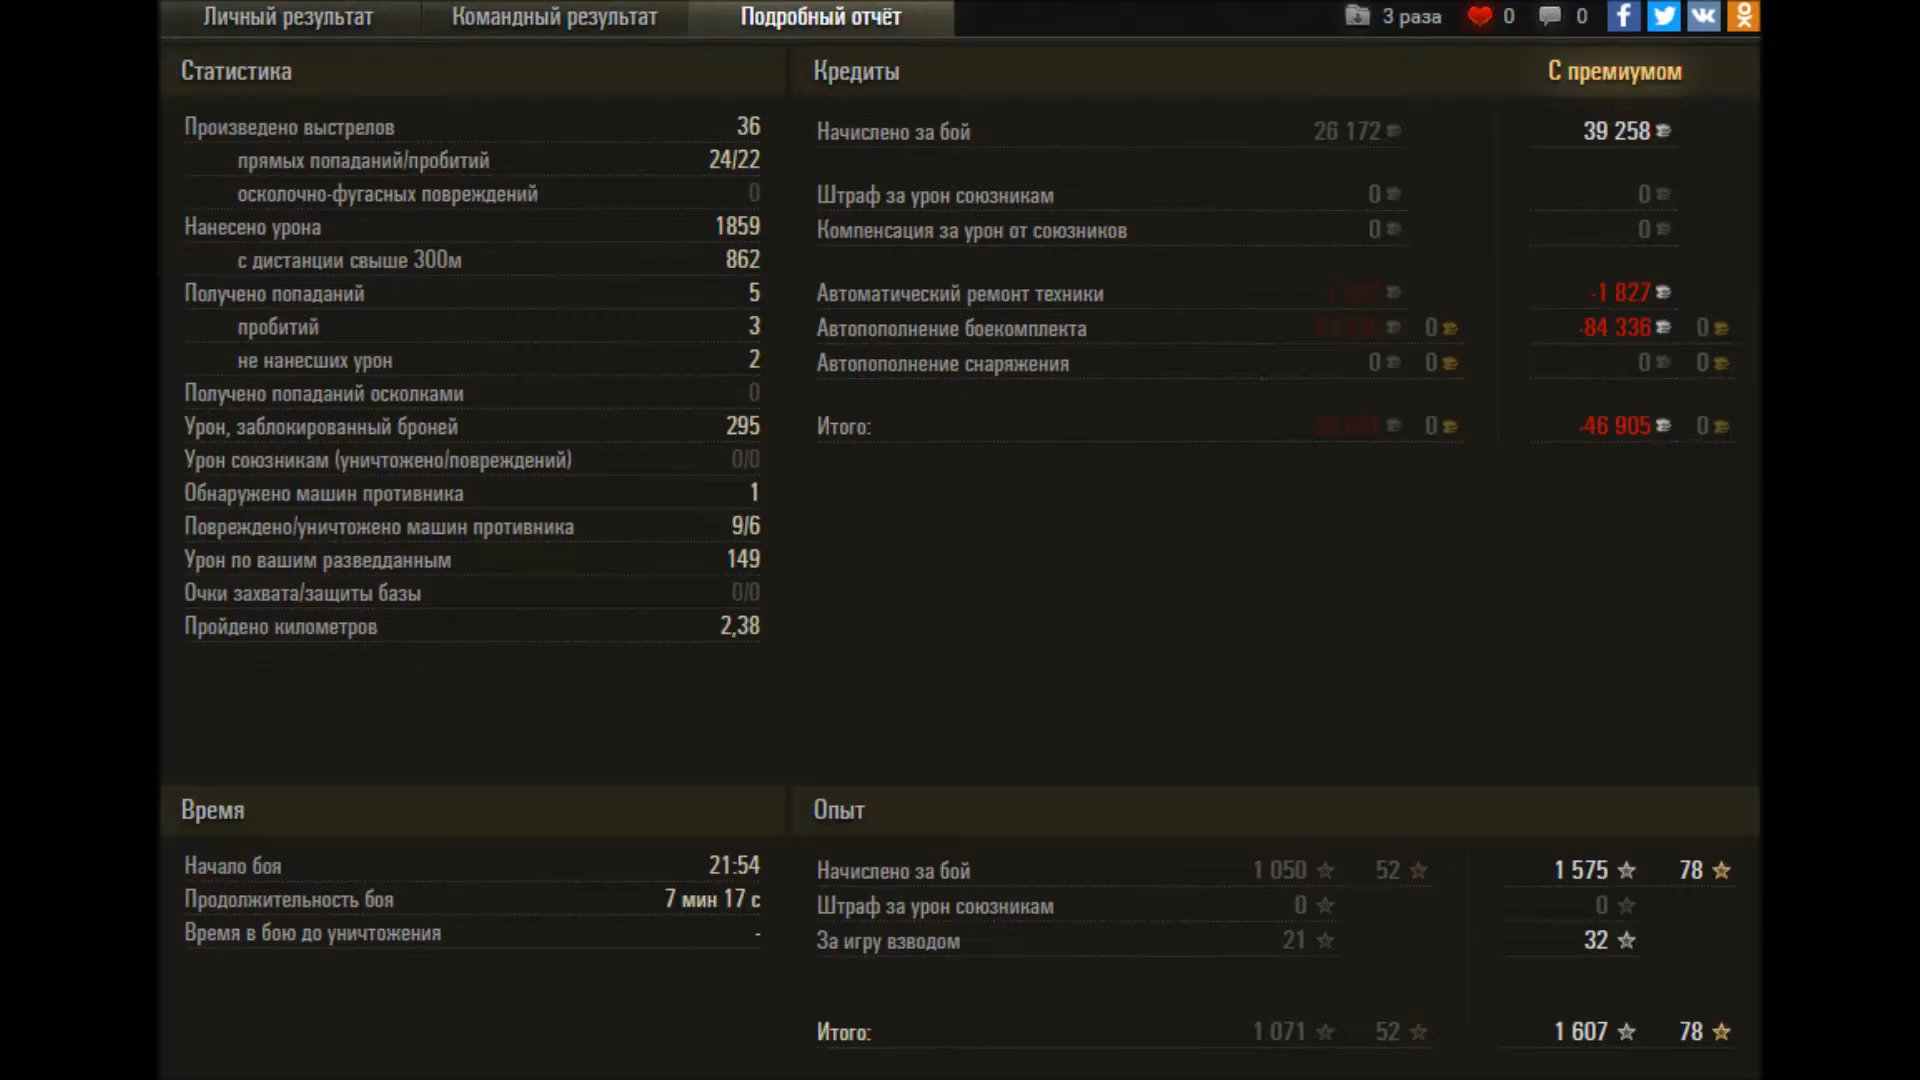 Личный результат Командный результат Подробный отчёт 3 раза 0 0
Статистика
Произведено выстрелов 36
прямых попаданий/пробитий 24/22
осколочно-фугасных повреждений 0
Нанесено урона 1859
с дистанции свыше 300м 862
Получено попаданий 5
пробитий 3
не нанесших урон 2
Получено попаданий осколками 0
Урон, заблокированный броней 295
Урон союзникам (уничтожено/повреждений) 0/0
Обнаружено машин противника 1
Повреждено/уничтожено машин противника 9/6
Урон по вашим разведданным 149
Очки захвата/защиты базы 0/0
Пройдено километров 2,38
Кредиты С премиумом
Начислено за бой 26 172 39 258
Штраф за урон союзникам 0 0
Компенсация за урон от союзников 0 0
Автоматический ремонт техники -1 827
Автопополнение боекомплекта 0 -84 336 0
Автопополнение снаряжения 0 0 0 0
Итого: 0 -46 905 0
Время
Начало боя 21:54
Продолжительность боя 7 мин 17 с
Время в бою до уничтожения -
Опыт
Начислено за бой 1 050 52 1 575 78
Штраф за урон союзникам 0 0
За игру взводом 21 32
Итого: 1 071 52 1 607 78